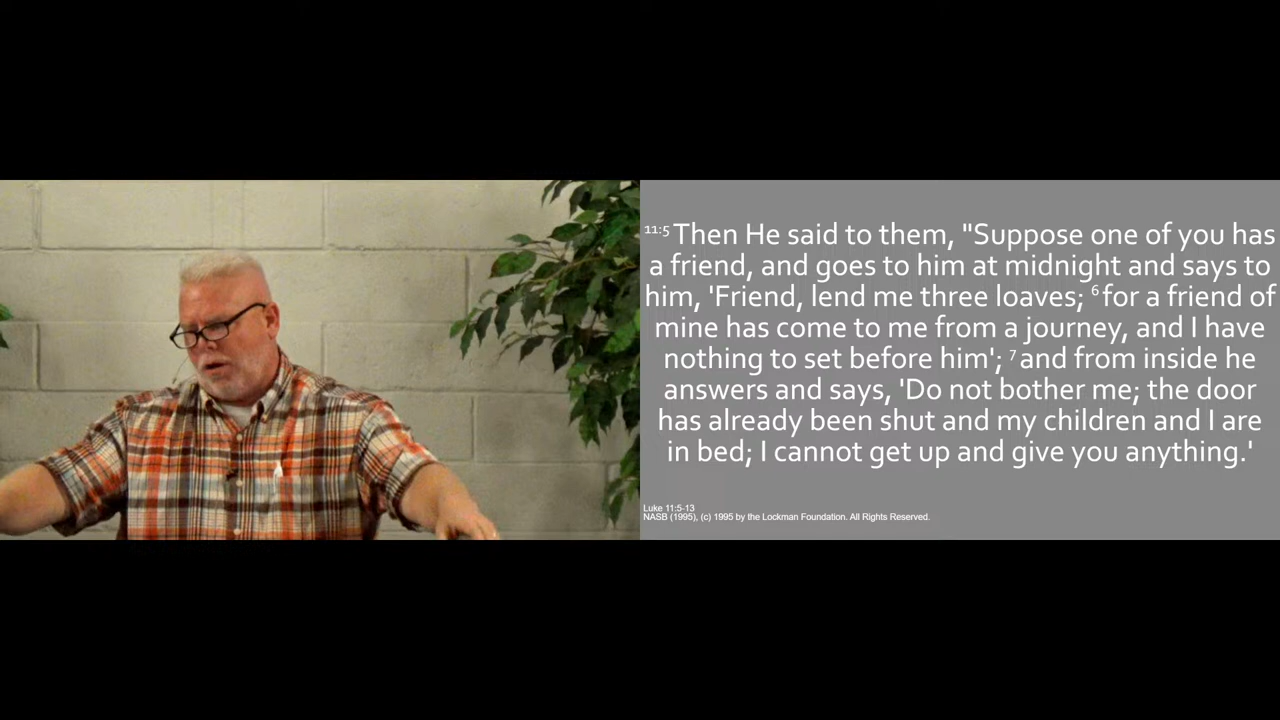 11:5 Then He said to them, "Suppose one of you has
a friend, and goes to him at midnight and says to
him, 'Friend, lend me three loaves; 6 for a friend of
mine has come to me from a journey, and I have
nothing to set before him'; 7 and from inside he
answers and says, 'Do not bother me; the door
has already been shut and my children and I are
in bed; I cannot get up and give you anything.'
Luke 11:5-13
NASB (1995), (c) 1995 by the Lockman Foundation. All Rights Reserved.